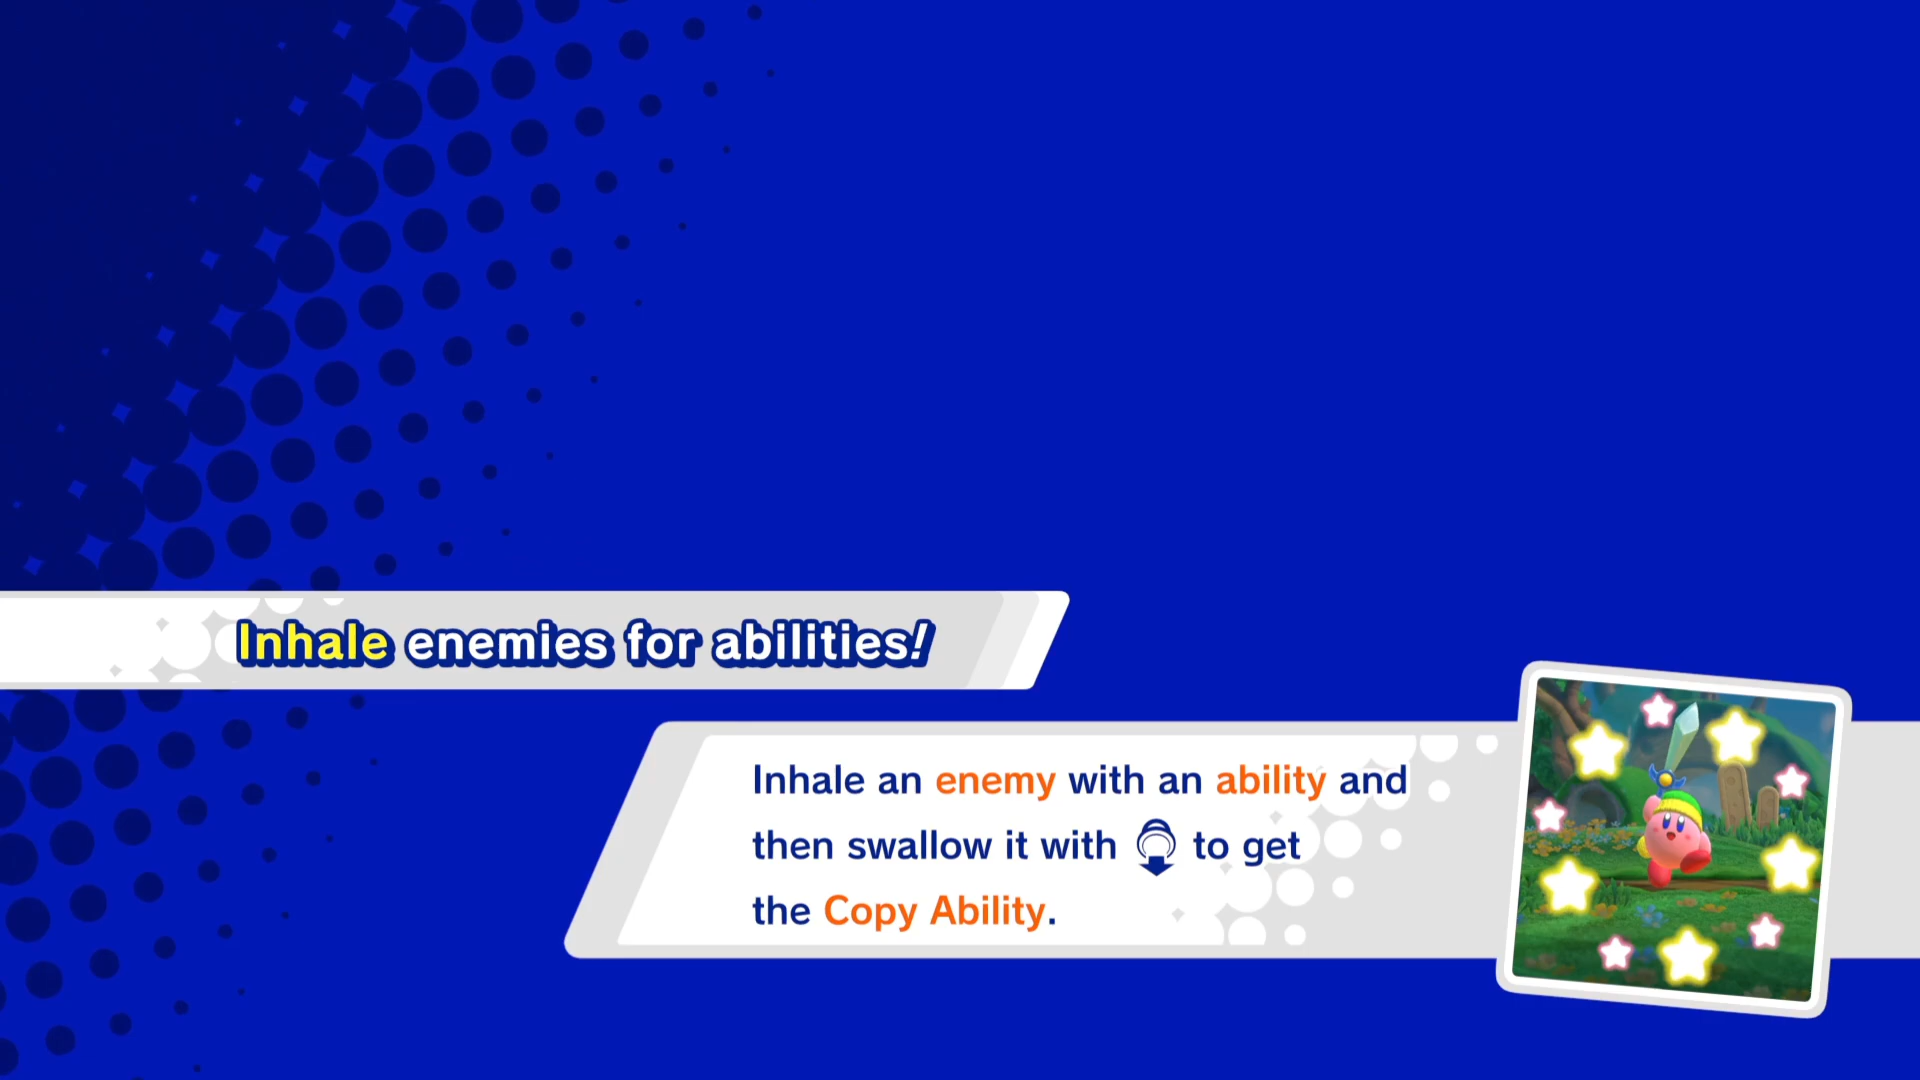 Inhale enemies for abilities!
Inhale an enemy with an ability and
then swallow it with to get
the Copy Ability.